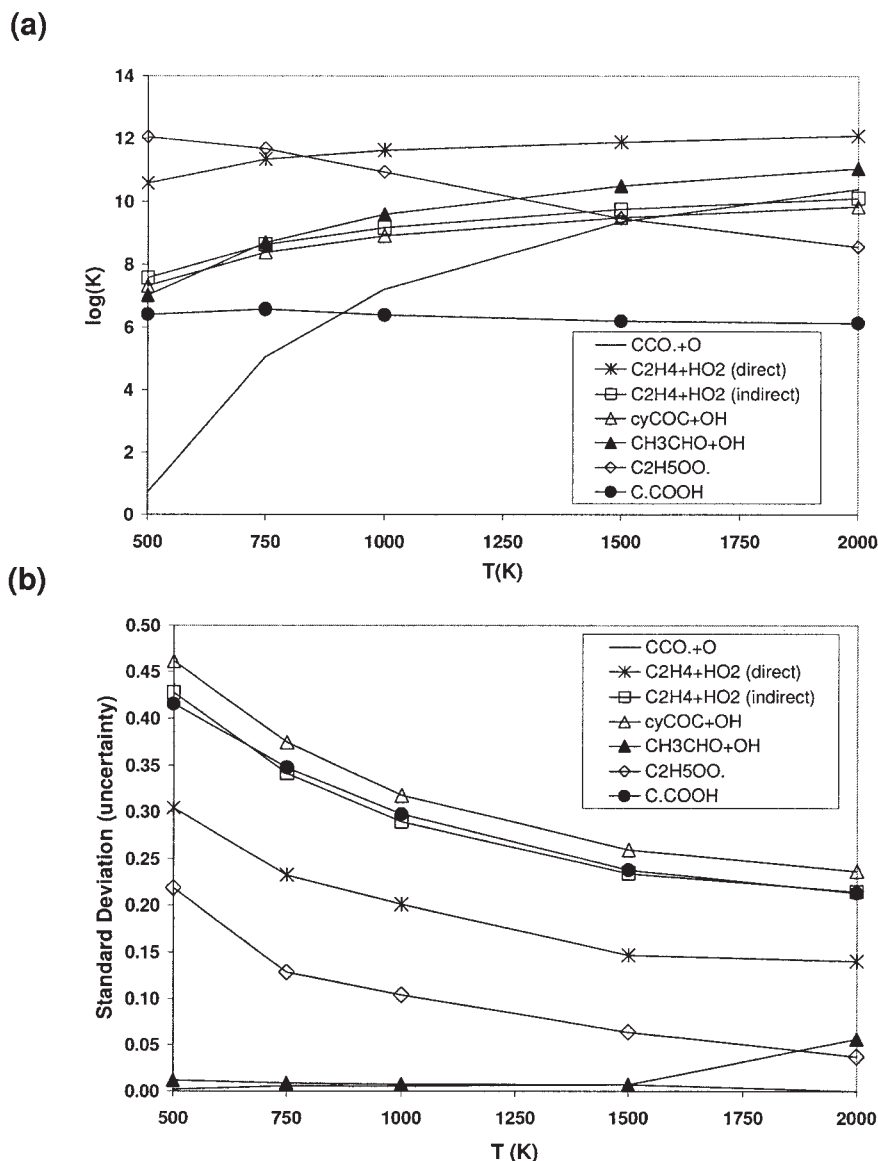 (a)
14
12
10
8
6
4
2
0
log(K)
CCO.+O
C2H4+HO2 (direct)
C2H4+HO2 (indirect)
cyCOC+OH
CH3CHO+OH
C2H5OO.
C.COOH
500 750 1000 1250 1500 1750 2000
T(K)
(b)
0.50
0.45
0.40
0.35
0.30
0.25
0.20
0.15
0.10
0.05
0.00
Standard Deviation (uncertainty)
CCO.+O
C2H4+HO2 (direct)
C2H4+HO2 (indirect)
cyCOC+OH
CH3CHO+OH
C2H5OO.
C.COOH
500 750 1000 1250 1500 1750 2000
T (K)